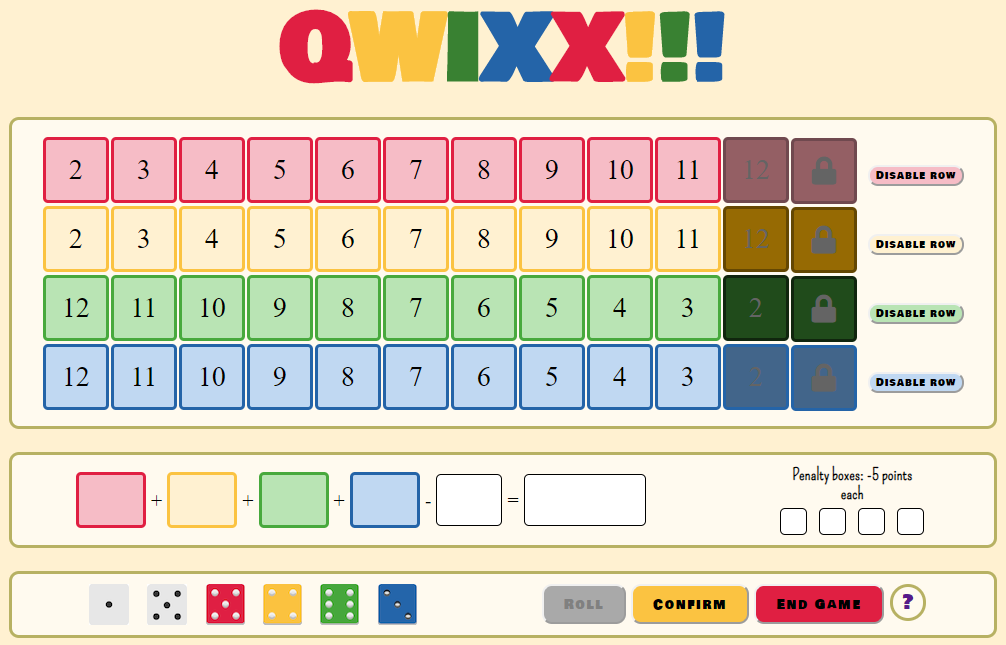 QWIXX!!!
2 3 4 5 6 7 8 9 10 11 12 DISABLE ROW
2 3 4 5 6 7 8 9 10 11 12 DISABLE ROW
12 11 10 9 8 7 6 5 4 3 2 DISABLE ROW
12 11 10 9 8 7 6 5 4 3 2 DISABLE ROW
Penalty boxes: -5 points
each
+ + + - =
ROLL CONFIRM END GAME ?